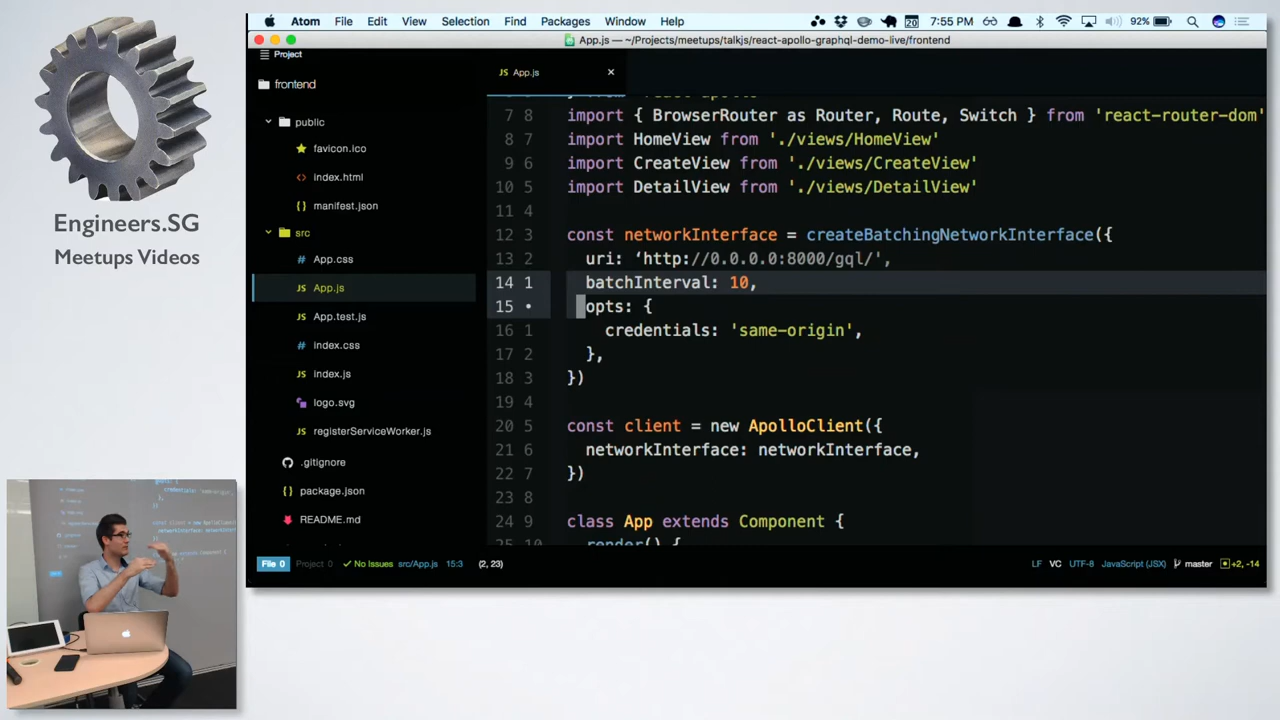 Engineers.SG
Meetups Videos
Atom File Edit View Selection Find Packages Window Help
20 7:55 PM 92%
App.js — ~/Projects/meetups/talkjs/react-apollo-graphql-demo-live/frontend
Project
frontend
public
favicon.ico
index.html
manifest.json
src
App.css
App.js
App.test.js
index.css
index.js
logo.svg
registerServiceWorker.js
.gitignore
package.json
README.md
JS App.js
7 8 import { BrowserRouter as Router, Route, Switch } from 'react-router-dom'
8 7 import HomeView from './views/HomeView'
9 6 import CreateView from './views/CreateView'
10 5 import DetailView from './views/DetailView'
11 4
12 3 const networkInterface = createBatchingNetworkInterface({
13 2 uri: ‘http://0.0.0.0:8000/gql/',
14 1 batchInterval: 10,
15 • opts: {
16 1 credentials: 'same-origin',
17 2 },
18 3 })
19 4
20 5 const client = new ApolloClient({
21 6 networkInterface: networkInterface,
22 7 })
23 8
24 9 class App extends Component {
25 10 render() {
File 0 Project 0 No Issues src/App.js 15:3 (2, 23)
LF VC UTF-8 JavaScript (JSX) master +2, -14